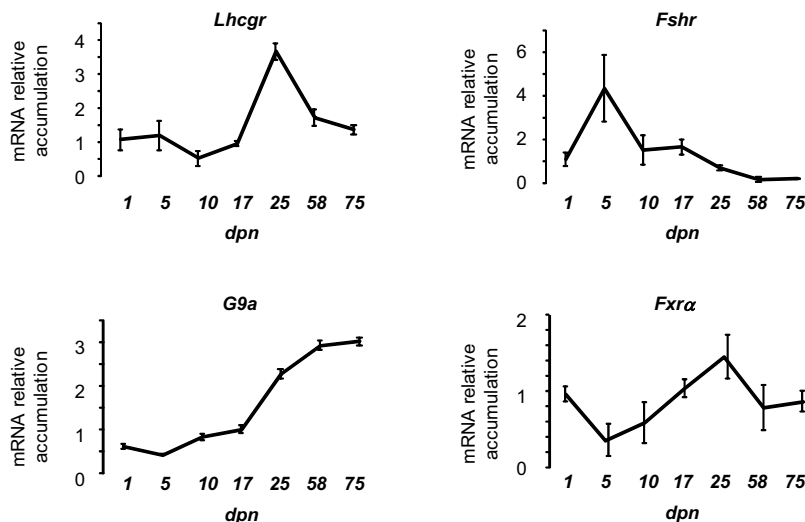 Lhcgr
mRNA relative
accumulation
4
3
2
1
0
1 5 10 17 25 58 75
dpn
Fshr
mRNA relative
accumulation
6
4
2
0
1 5 10 17 25 58 75
dpn
G9a
mRNA relative
accumulation
3
2
1
0
1 5 10 17 25 58 75
dpn
Fxrα
mRNA relative
accumulation
2
1
0
1 5 10 17 25 58 75
dpn